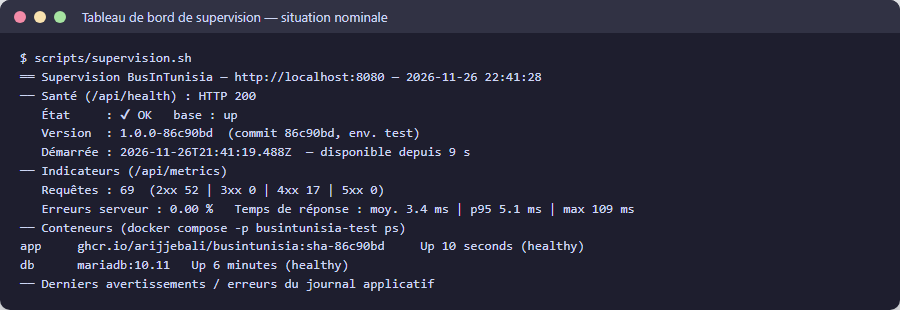 Tableau de bord de supervision — situation nominale
$ scripts/supervision.sh
══ Supervision BusInTunisia — http://localhost:8080 — 2026-11-26 22:41:28
── Santé (/api/health) : HTTP 200
État : ✔ OK base : up
Version : 1.0.0-86c90bd (commit 86c90bd, env. test)
Démarrée : 2026-11-26T21:41:19.488Z — disponible depuis 9 s
── Indicateurs (/api/metrics)
Requêtes : 69 (2xx 52 | 3xx 0 | 4xx 17 | 5xx 0)
Erreurs serveur : 0.00 % Temps de réponse : moy. 3.4 ms | p95 5.1 ms | max 109 ms
── Conteneurs (docker compose -p busintunisia-test ps)
app ghcr.io/arijjebali/busintunisia:sha-86c90bd Up 10 seconds (healthy)
db mariadb:10.11 Up 6 minutes (healthy)
── Derniers avertissements / erreurs du journal applicatif